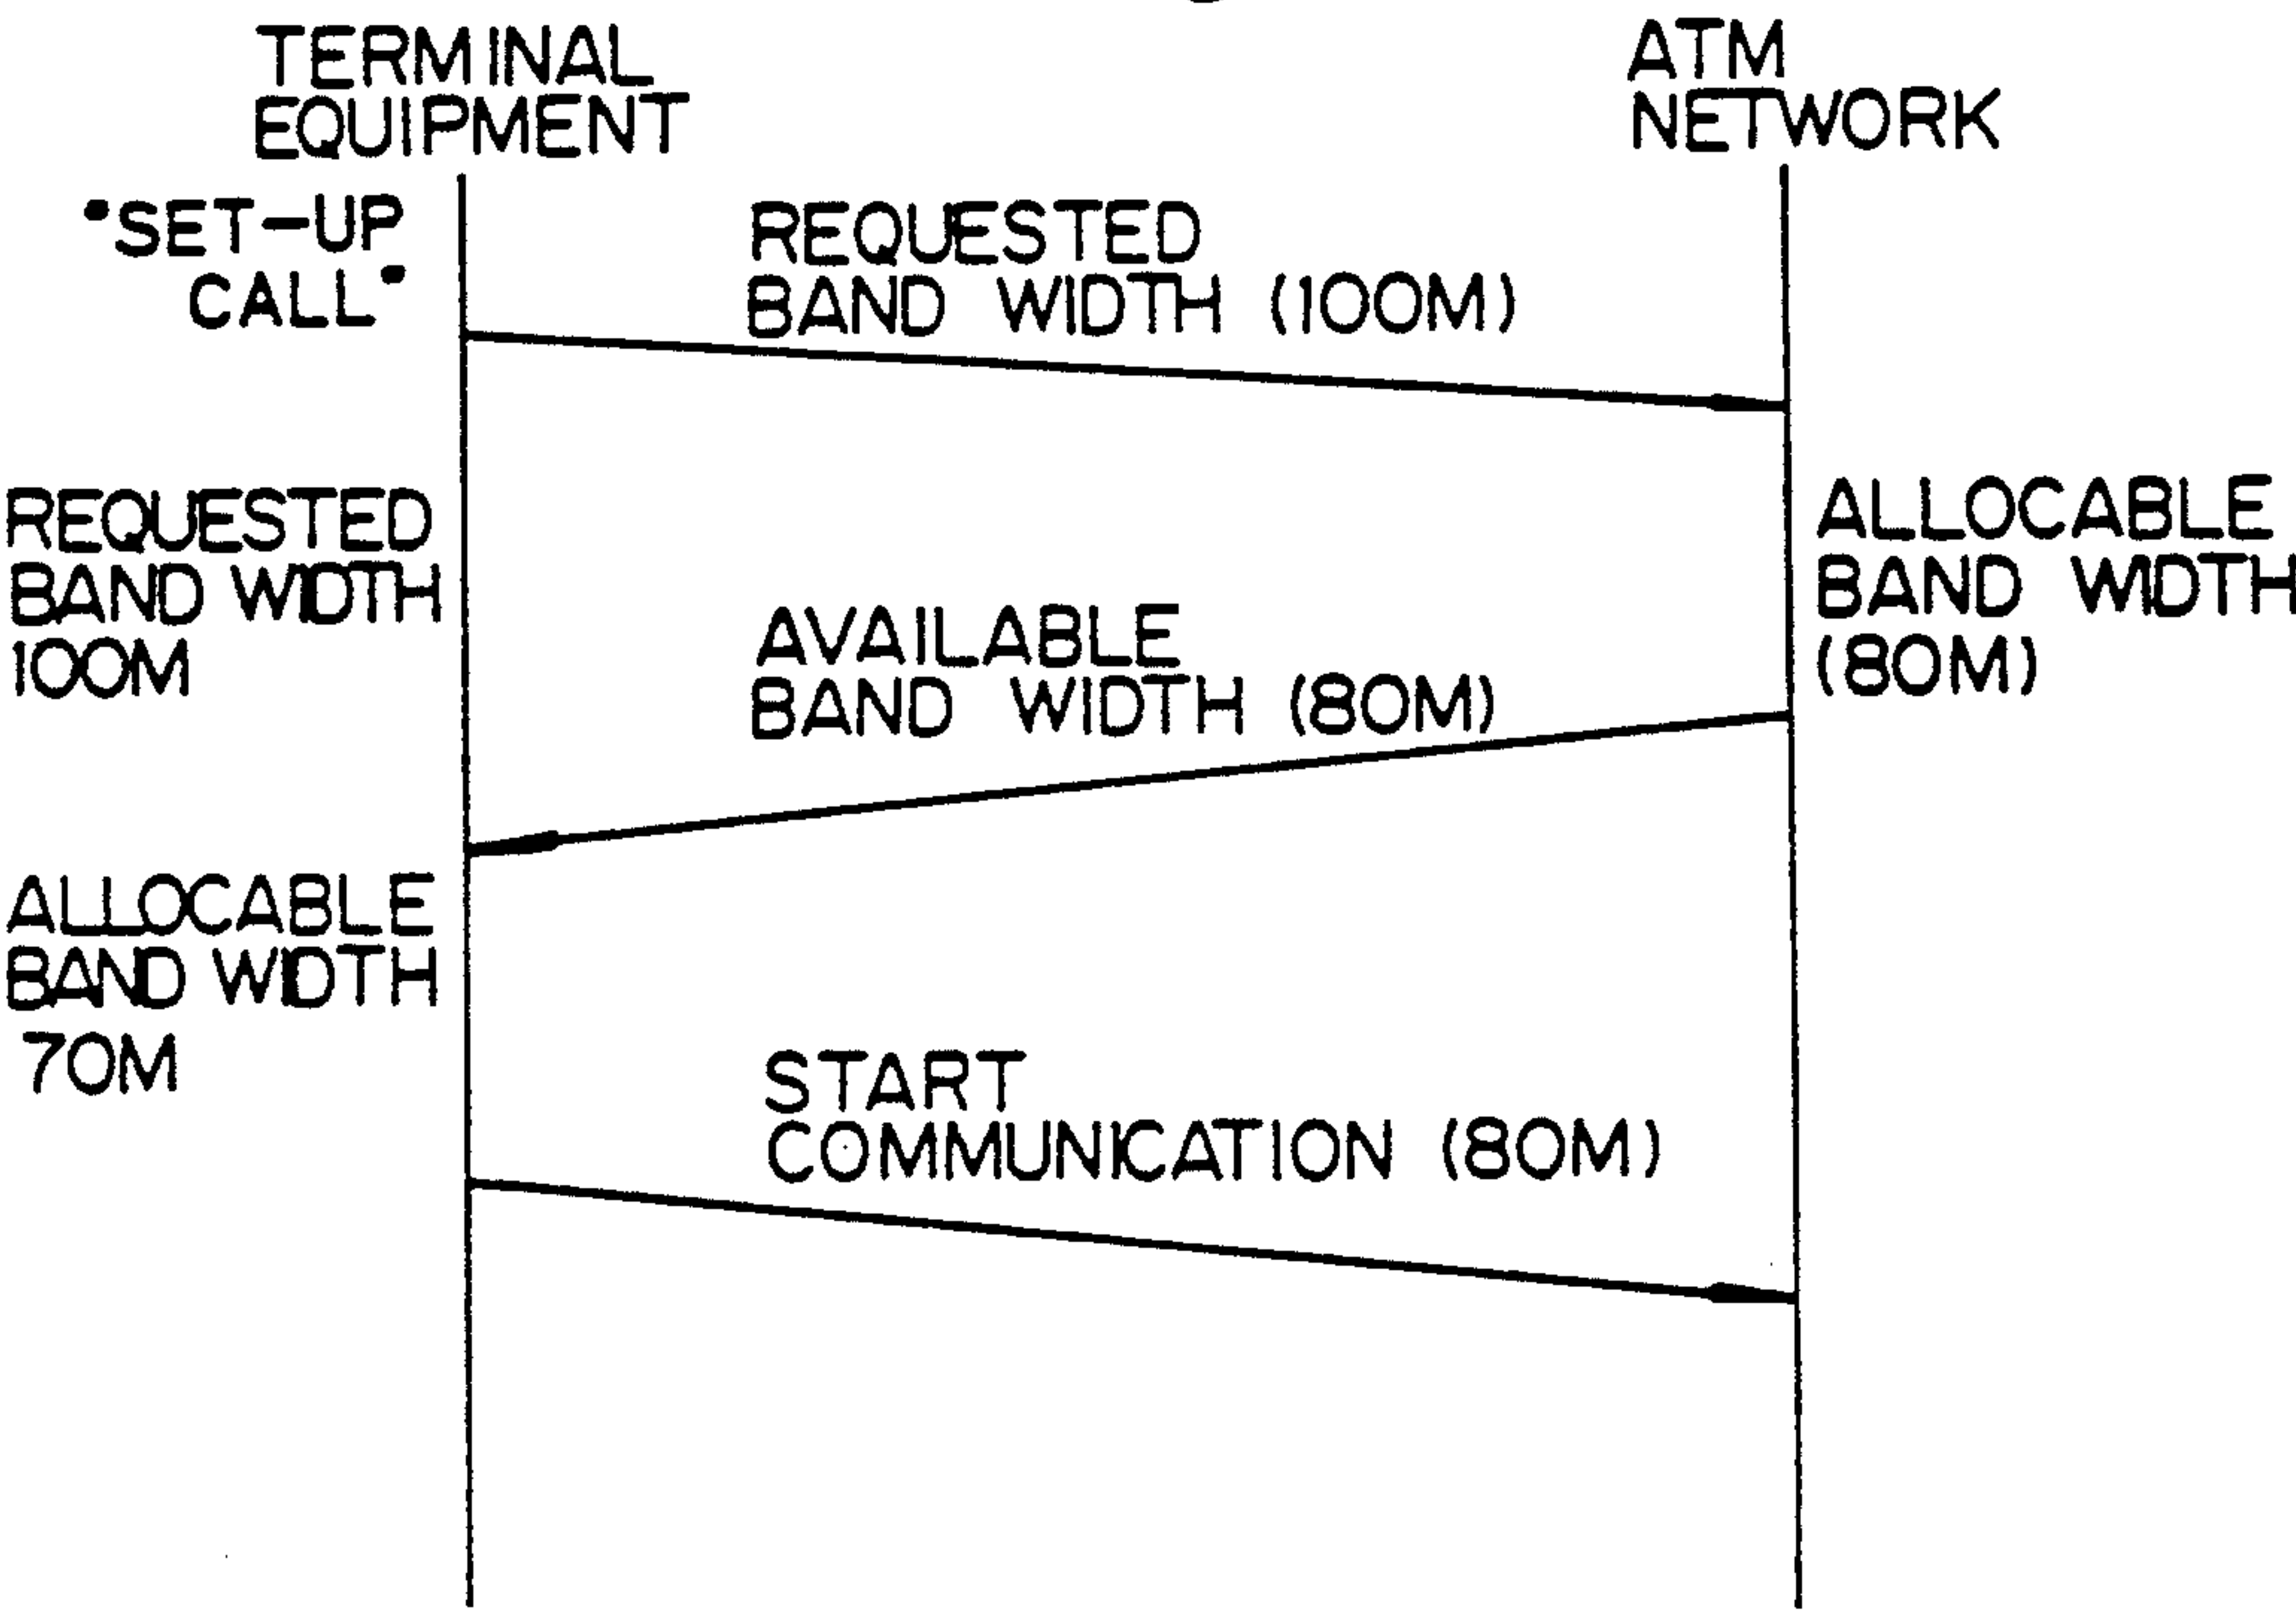 TERMINAL
EQUIPMENT
ATM
NETWORK
•SET-UP
CALL•
REQUESTED
BAND WIDTH (100M)
REQUESTED
BAND WIDTH
100M
ALLOCABLE
BAND WIDTH
(80M)
AVAILABLE
BAND WIDTH (80M)
ALLOCABLE
BAND WIDTH
70M
START
COMMUNICATION (80M)